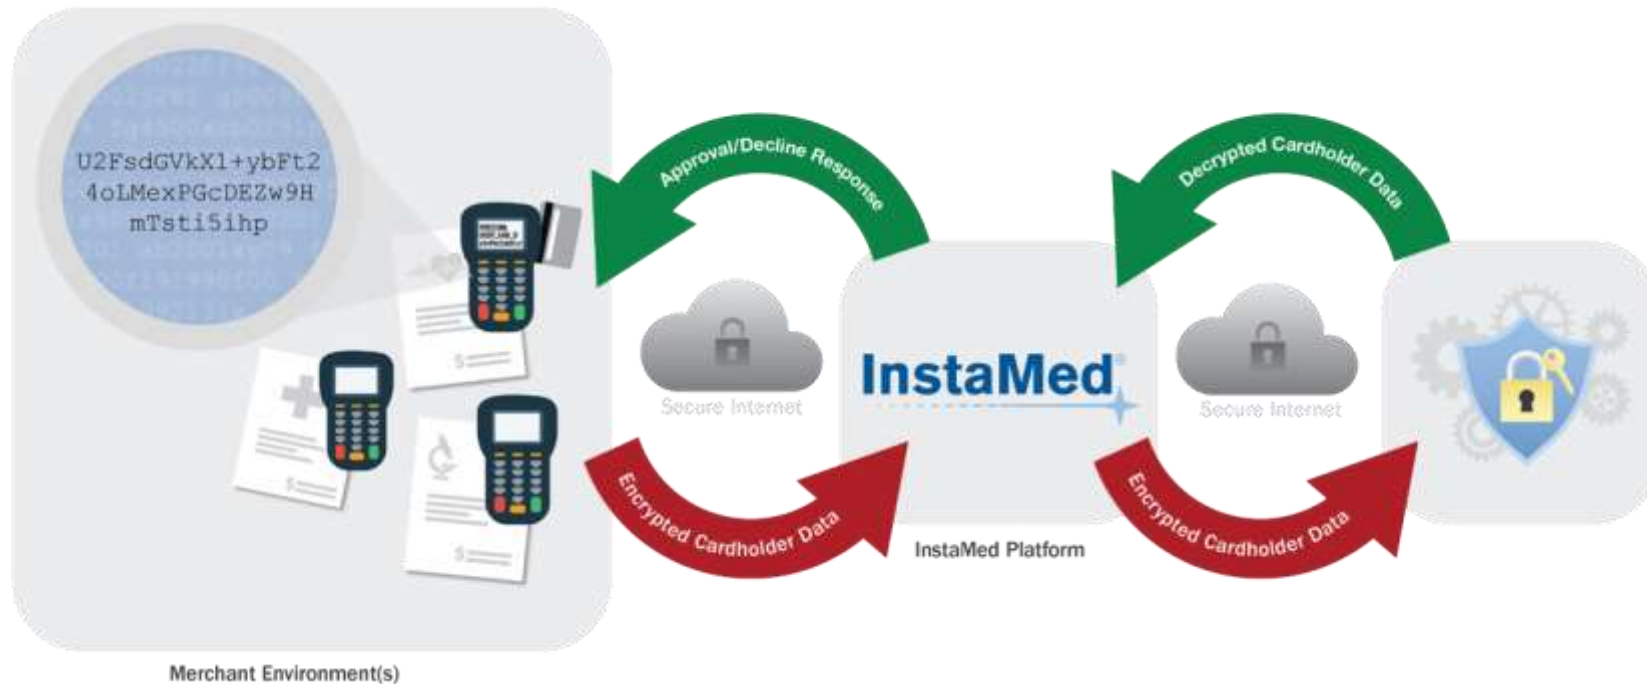 U2FsdGVkX1+ybFt2
4oLMexPGcDEZw9H
mTsti5ihp
Approval/Decline Response
Decrypted Cardholder Data
Secure Internet
InstaMed®
Secure Internet
Encrypted Cardholder Data
Encrypted Cardholder Data
InstaMed Platform
Merchant Environment(s)